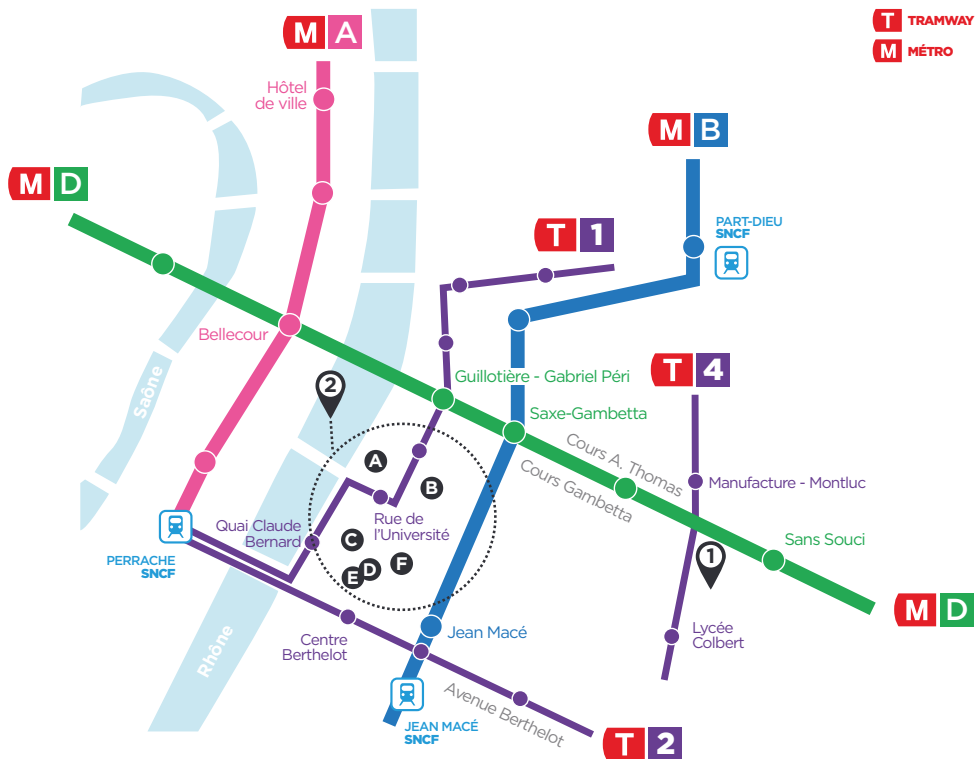 M A
T TRAMWAY
M MÉTRO
Hôtel
de ville
M B
M D
PART-DIEU
SNCF
T 1
Bellecour
Saône
Guillotière - Gabriel Péri
T 4
2
Saxe-Gambetta
Cours A. Thomas
Cours Gambetta
A
B
Manufacture - Montluc
Quai Claude
Bernard
Rue de
l'Université
C
D
E
F
Sans Souci
1
PERRACHE
SNCF
M D
Rhône
Centre
Berthelot
Jean Macé
Lycée
Colbert
Avenue Berthelot
JEAN MACÉ
SNCF
T 2